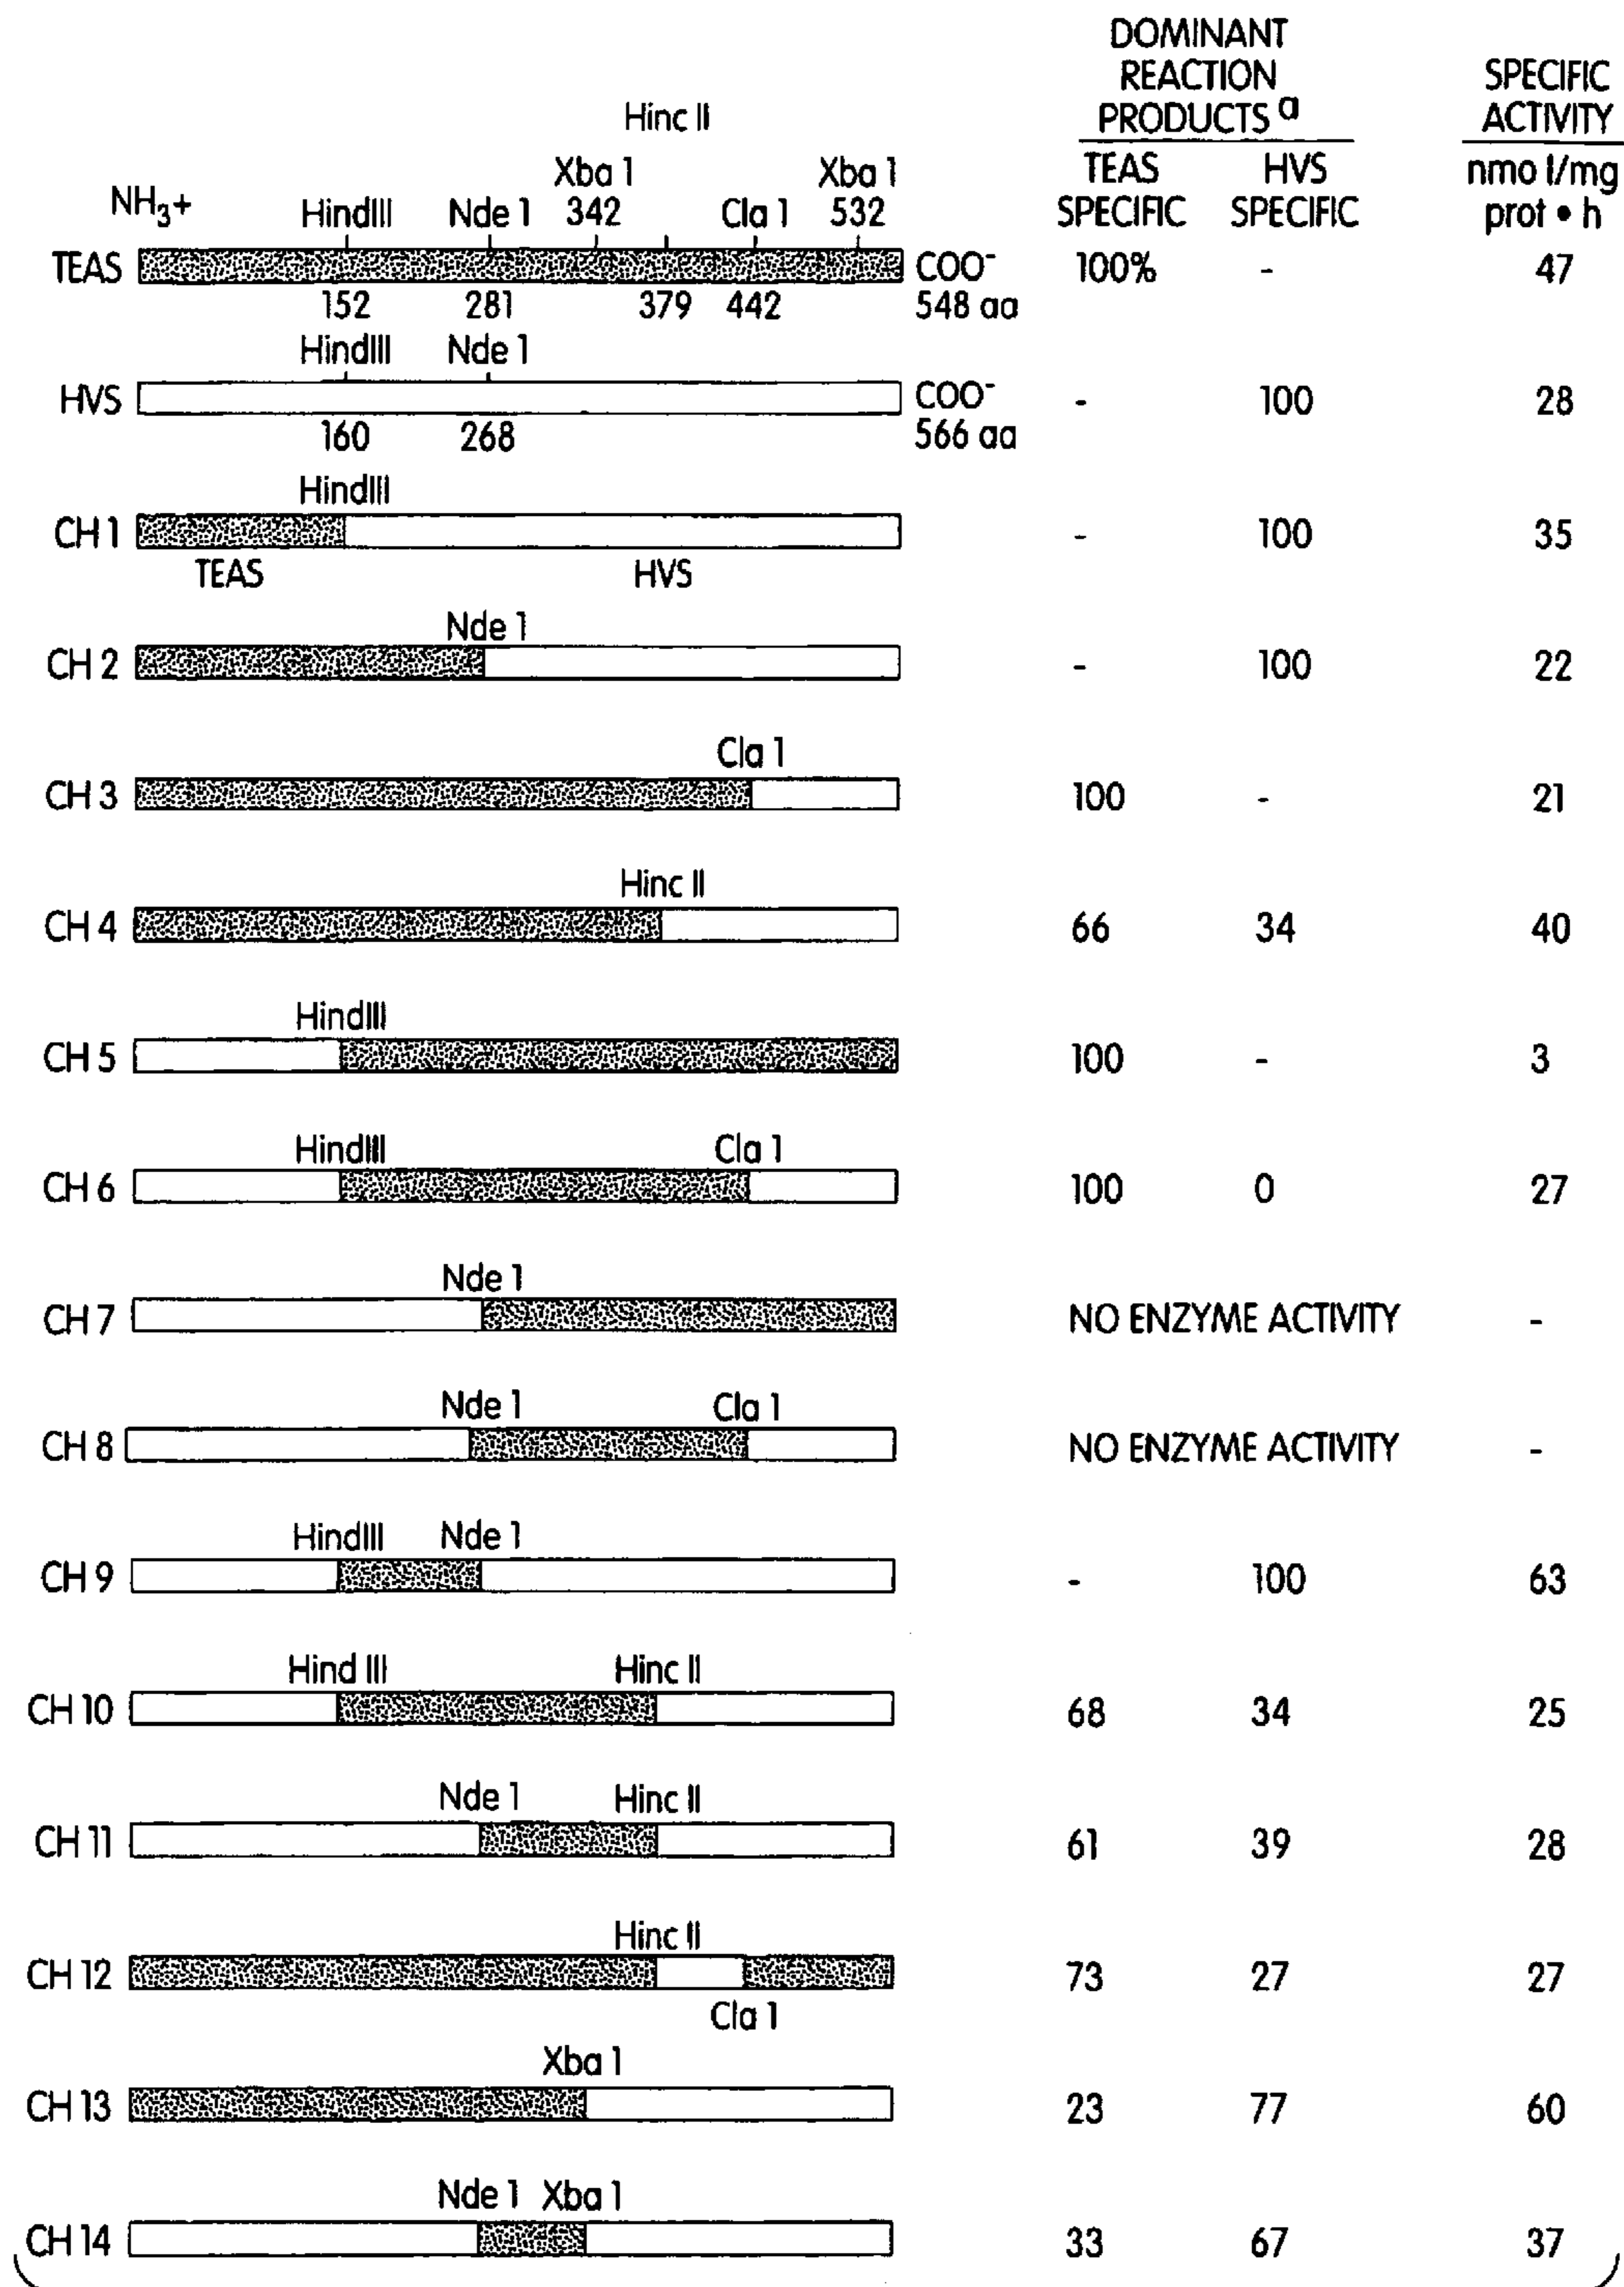 DOMINANT
REACTION
PRODUCTS a
SPECIFIC
ACTIVITY
TEAS
SPECIFIC
HVS
SPECIFIC
nmo l/mg
prot • h
Hinc II
NH3+ HindIII Nde 1 Xba 1 342 Cla 1 Xba 1 532
TEAS COO- 100% - 47
152 281 379 442 548 aa
HindIII Nde 1
HVS COO- - 100 28
160 268 566 aa
HindIII
CH 1 - 100 35
TEAS HVS
Nde 1
CH 2 - 100 22
Cla 1
CH 3 100 - 21
Hinc II
CH 4 66 34 40
HindIII
CH 5 100 - 3
HindIII Cla 1
CH 6 100 0 27
Nde 1
CH 7 NO ENZYME ACTIVITY -
Nde 1 Cla 1
CH 8 NO ENZYME ACTIVITY -
HindIII Nde 1
CH 9 - 100 63
Hind III Hinc II
CH 10 68 34 25
Nde 1 Hinc II
CH 11 61 39 28
Hinc II
CH 12 73 27 27
Cla 1
Xba 1
CH 13 23 77 60
Nde 1 Xba 1
CH 14 33 67 37